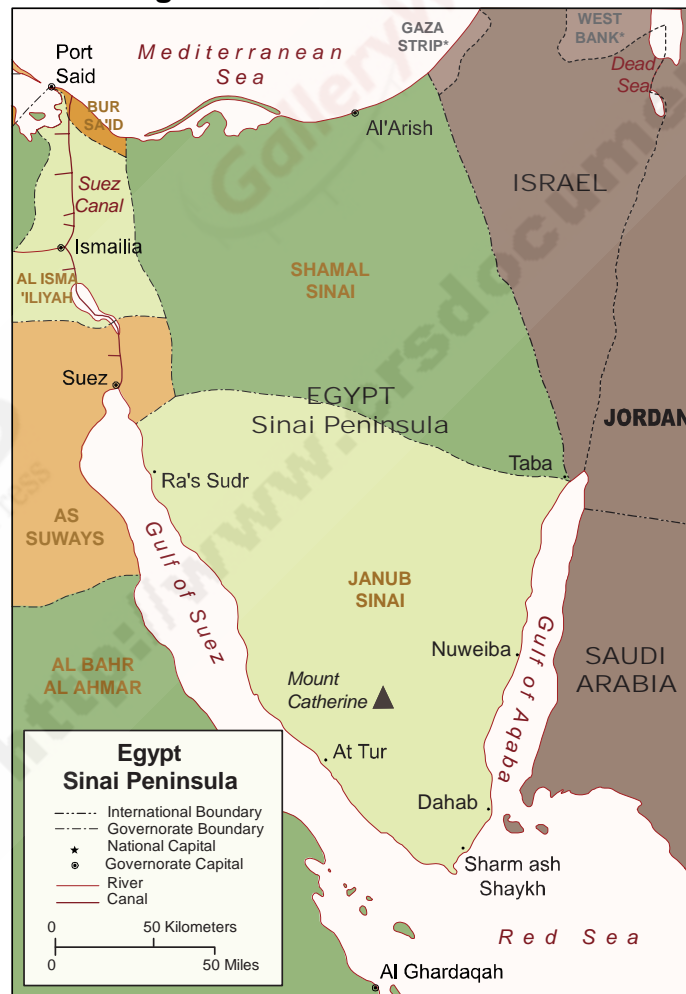 Port
Said
Mediterranean
Sea
GAZA
STRIP*
WEST
BANK*
Dead
Sea
BUR
SA'ID
Al'Arish
ISRAEL
Suez
Canal
Ismailia
AL ISMA
'ILIYAH
SHAMAL
SINAI
Suez
EGYPT
Sinai Peninsula
JORDAN
Taba
Ra's Sudr
AS
SUWAYS
Gulf of Suez
JANUB
SINAI
Gulf of Aqaba
Nuweiba
SAUDI
ARABIA
AL BAHR
AL AHMAR
Mount
Catherine
At Tur
Dahab
Sharm ash
Shaykh
Red Sea
Al Ghardaqah
Egypt
Sinai Peninsula
International Boundary
Governorate Boundary
National Capital
Governorate Capital
River
Canal
0 50 Kilometers
0 50 Miles